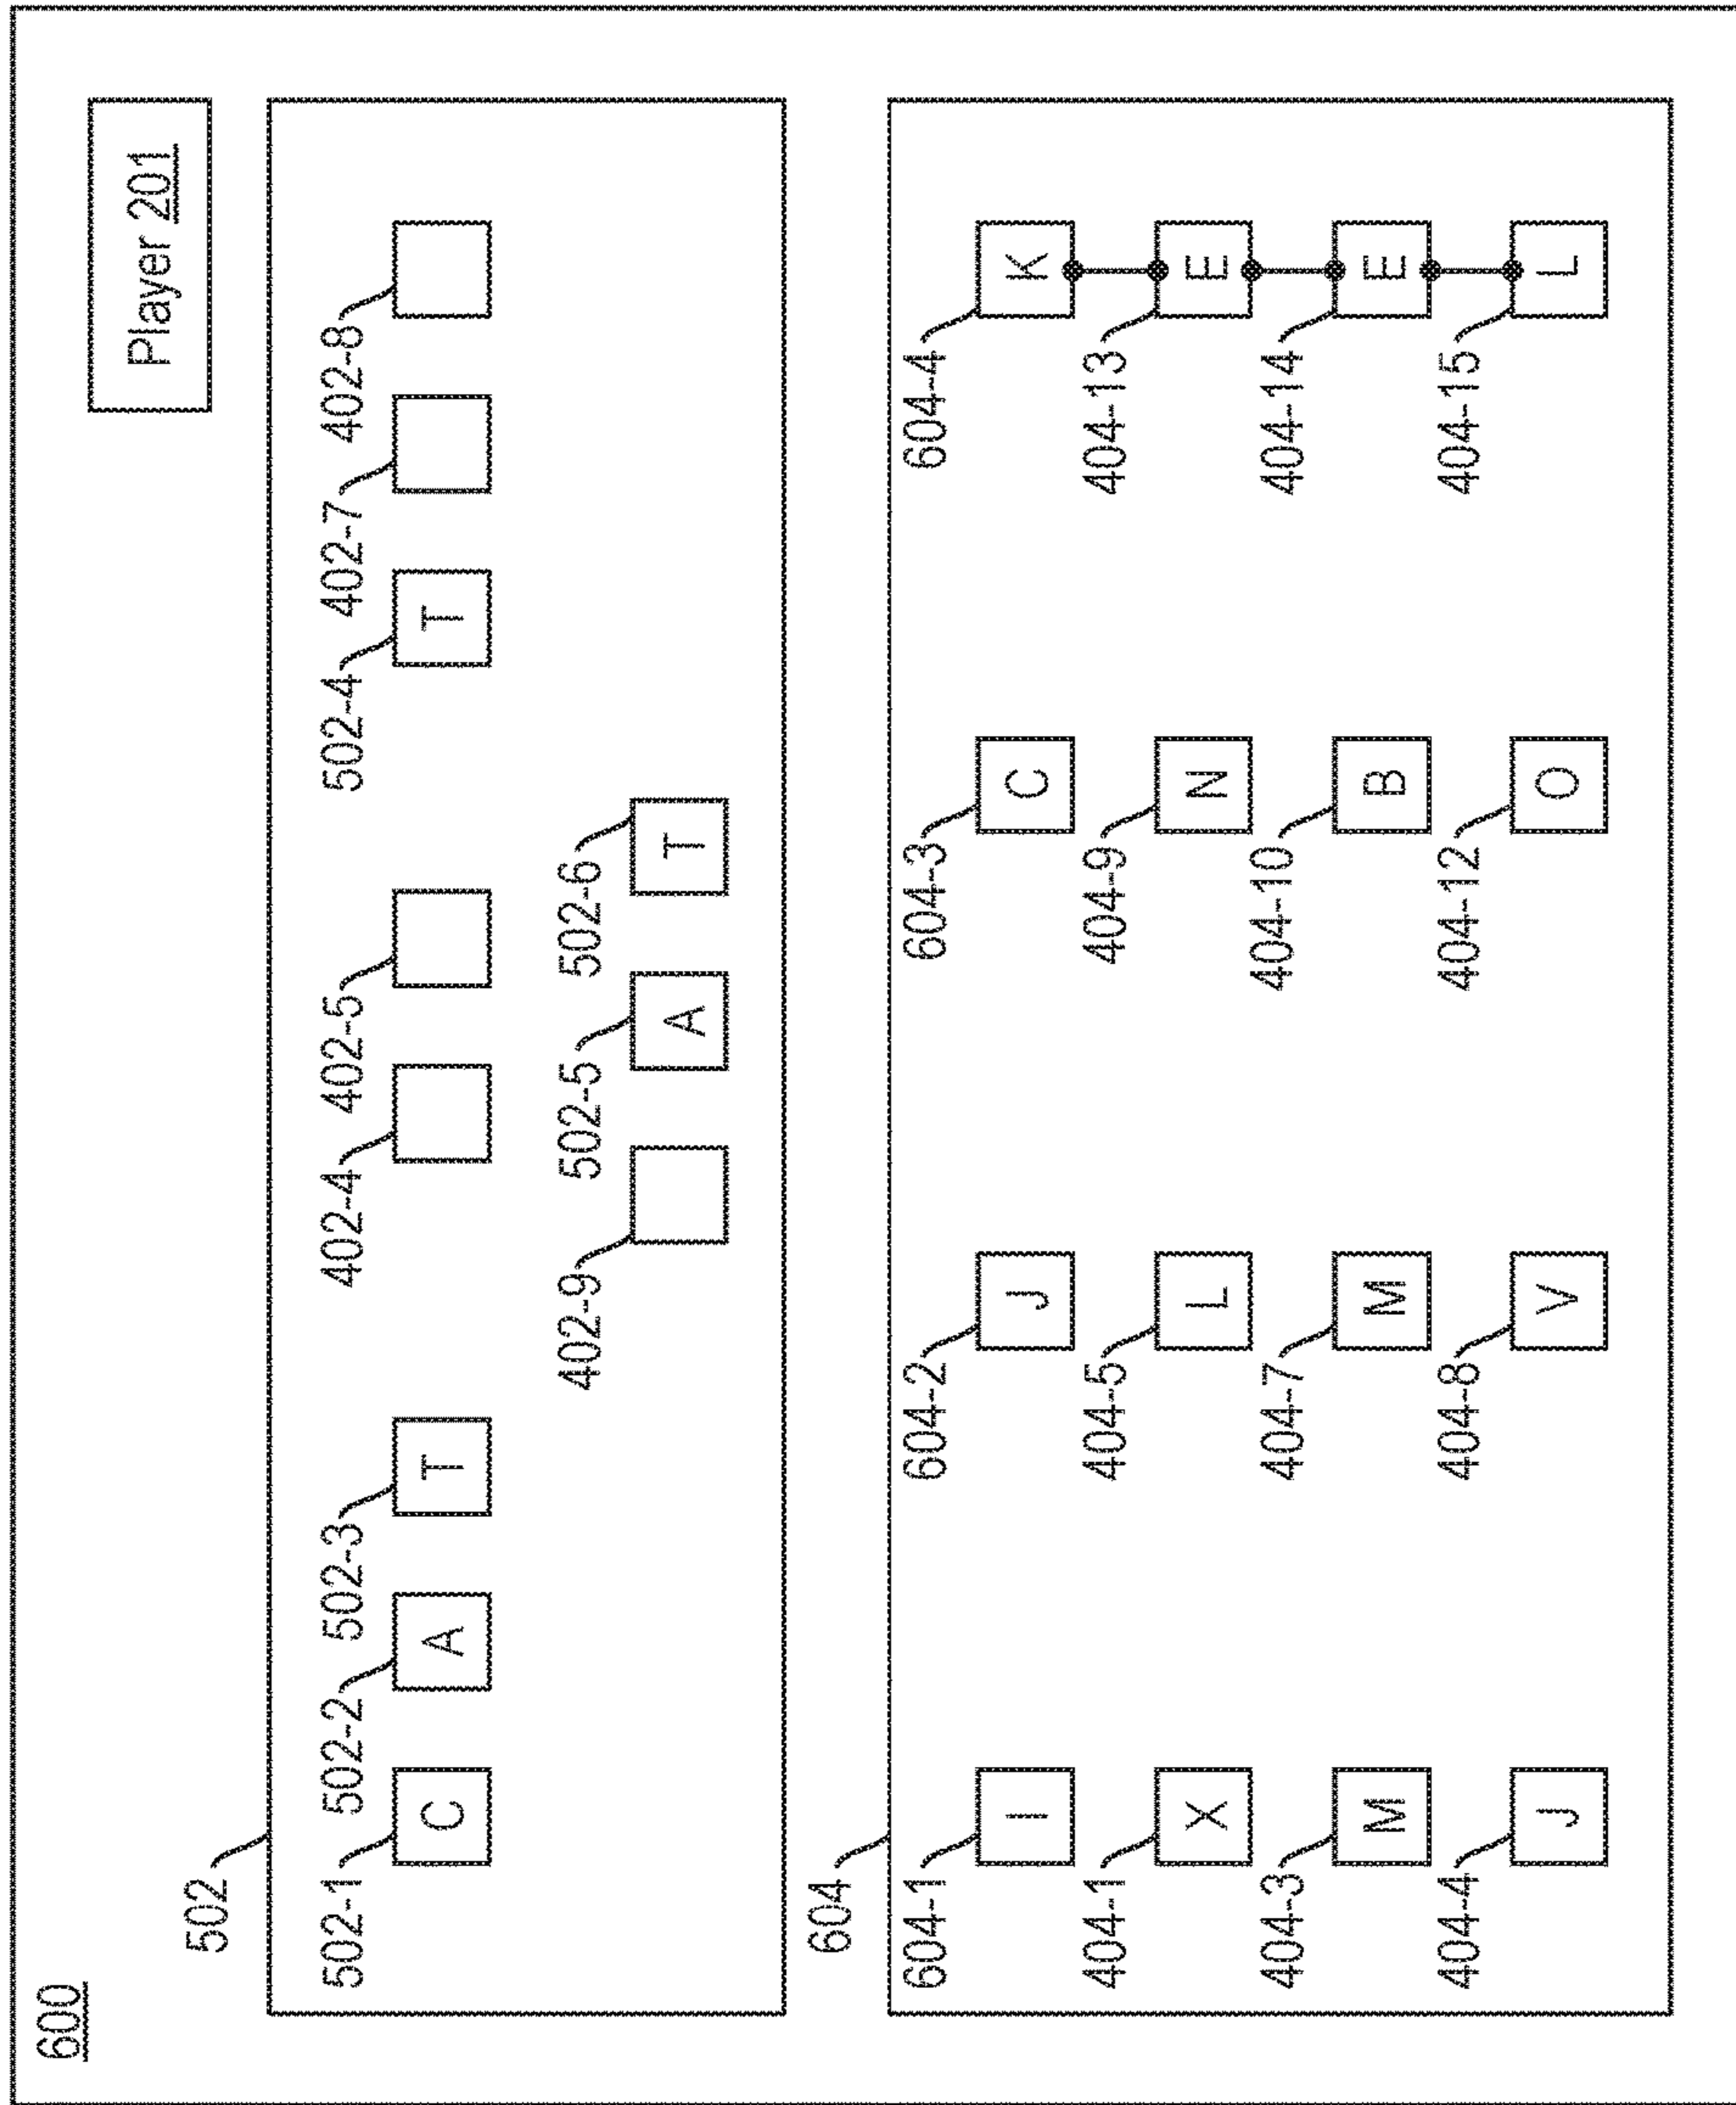 600
Player 201
502
502-1 502-2 502-3 402-4 402-5 502-4 402-7 402-8
C A T T
402-9 502-5 502-6
A T
604
604-1 604-2 604-3 604-4
I J C K
404-1 404-5 404-9 404-13
X L N E
404-3 404-7 404-10 404-14
M M B E
404-4 404-8 404-12 404-15
J V O L